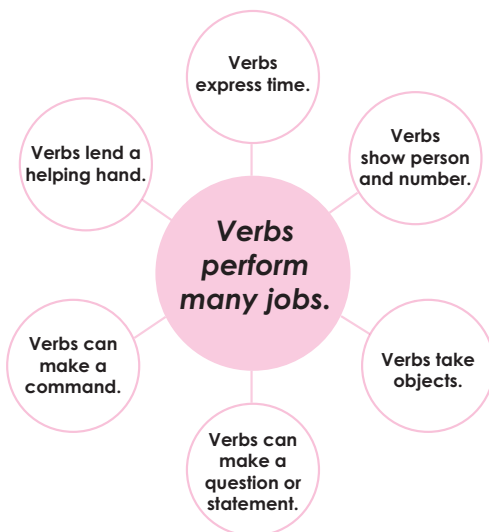 Verbs
express time.
Verbs lend a
helping hand.
Verbs
show person
and number.
Verbs
perform
many jobs.
Verbs can
make a
command.
Verbs take
objects.
Verbs can
make a
question or
statement.